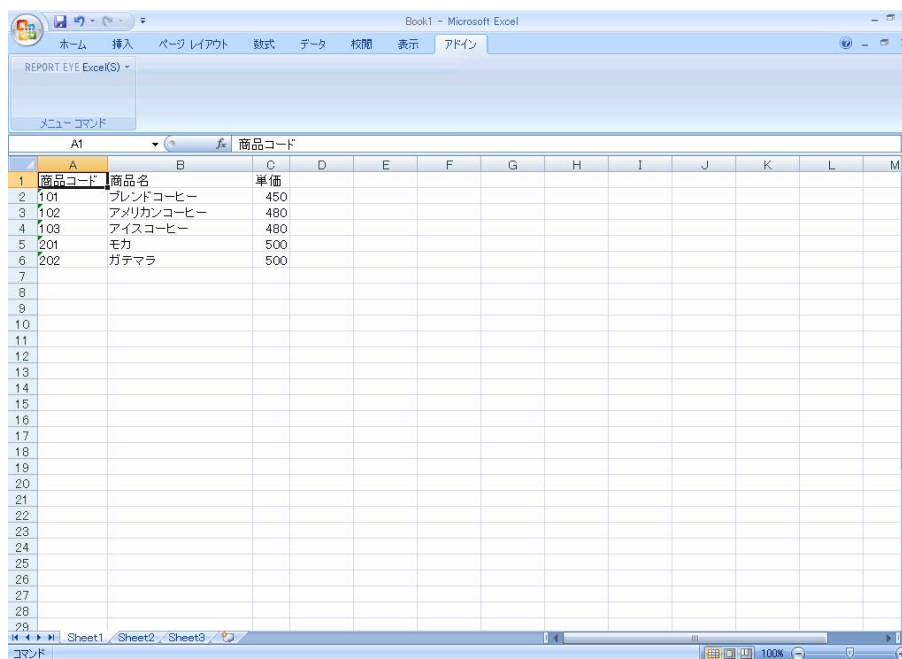 Book1 - Microsoft Excel
ホーム 挿入 ページ レイアウト 数式 データ 校閲 表示 アドイン
REPORT EYE Excel(S)
メニュー コマンド
A1 fx 商品コード
A B C D E F G H I J K L M
1 商品コード 商品名 単価
2 101 ブレンドコーヒー 450
3 102 アメリカンコーヒー 480
4 103 アイスコーヒー 480
5 201 モカ 500
6 202 ガテマラ 500
7
8
9
10
11
12
13
14
15
16
17
18
19
20
21
22
23
24
25
26
27
28
29
Sheet1 Sheet2 Sheet3
コマンド 100%